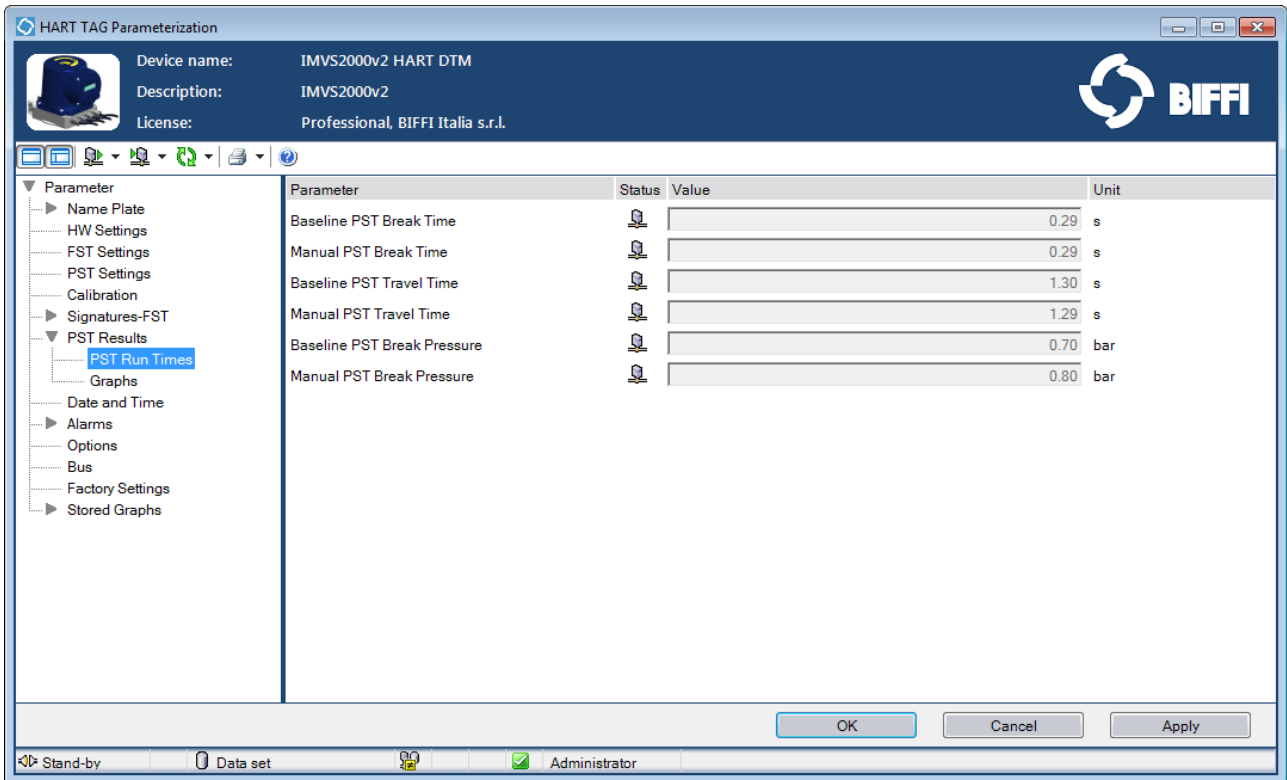 HART TAG Parameterization
Device name: IMVS2000v2 HART DTM
Description: IMVS2000v2
License: Professional, BIFFI Italia s.r.l.
BIFFI
Parameter
Name Plate
HW Settings
FST Settings
PST Settings
Calibration
Signatures-FST
PST Results
PST Run Times
Graphs
Date and Time
Alarms
Options
Bus
Factory Settings
Stored Graphs
Parameter Status Value Unit
Baseline PST Break Time 0.29 s
Manual PST Break Time 0.29 s
Baseline PST Travel Time 1.30 s
Manual PST Travel Time 1.29 s
Baseline PST Break Pressure 0.70 bar
Manual PST Break Pressure 0.80 bar
OK Cancel Apply
Stand-by Data set Administrator